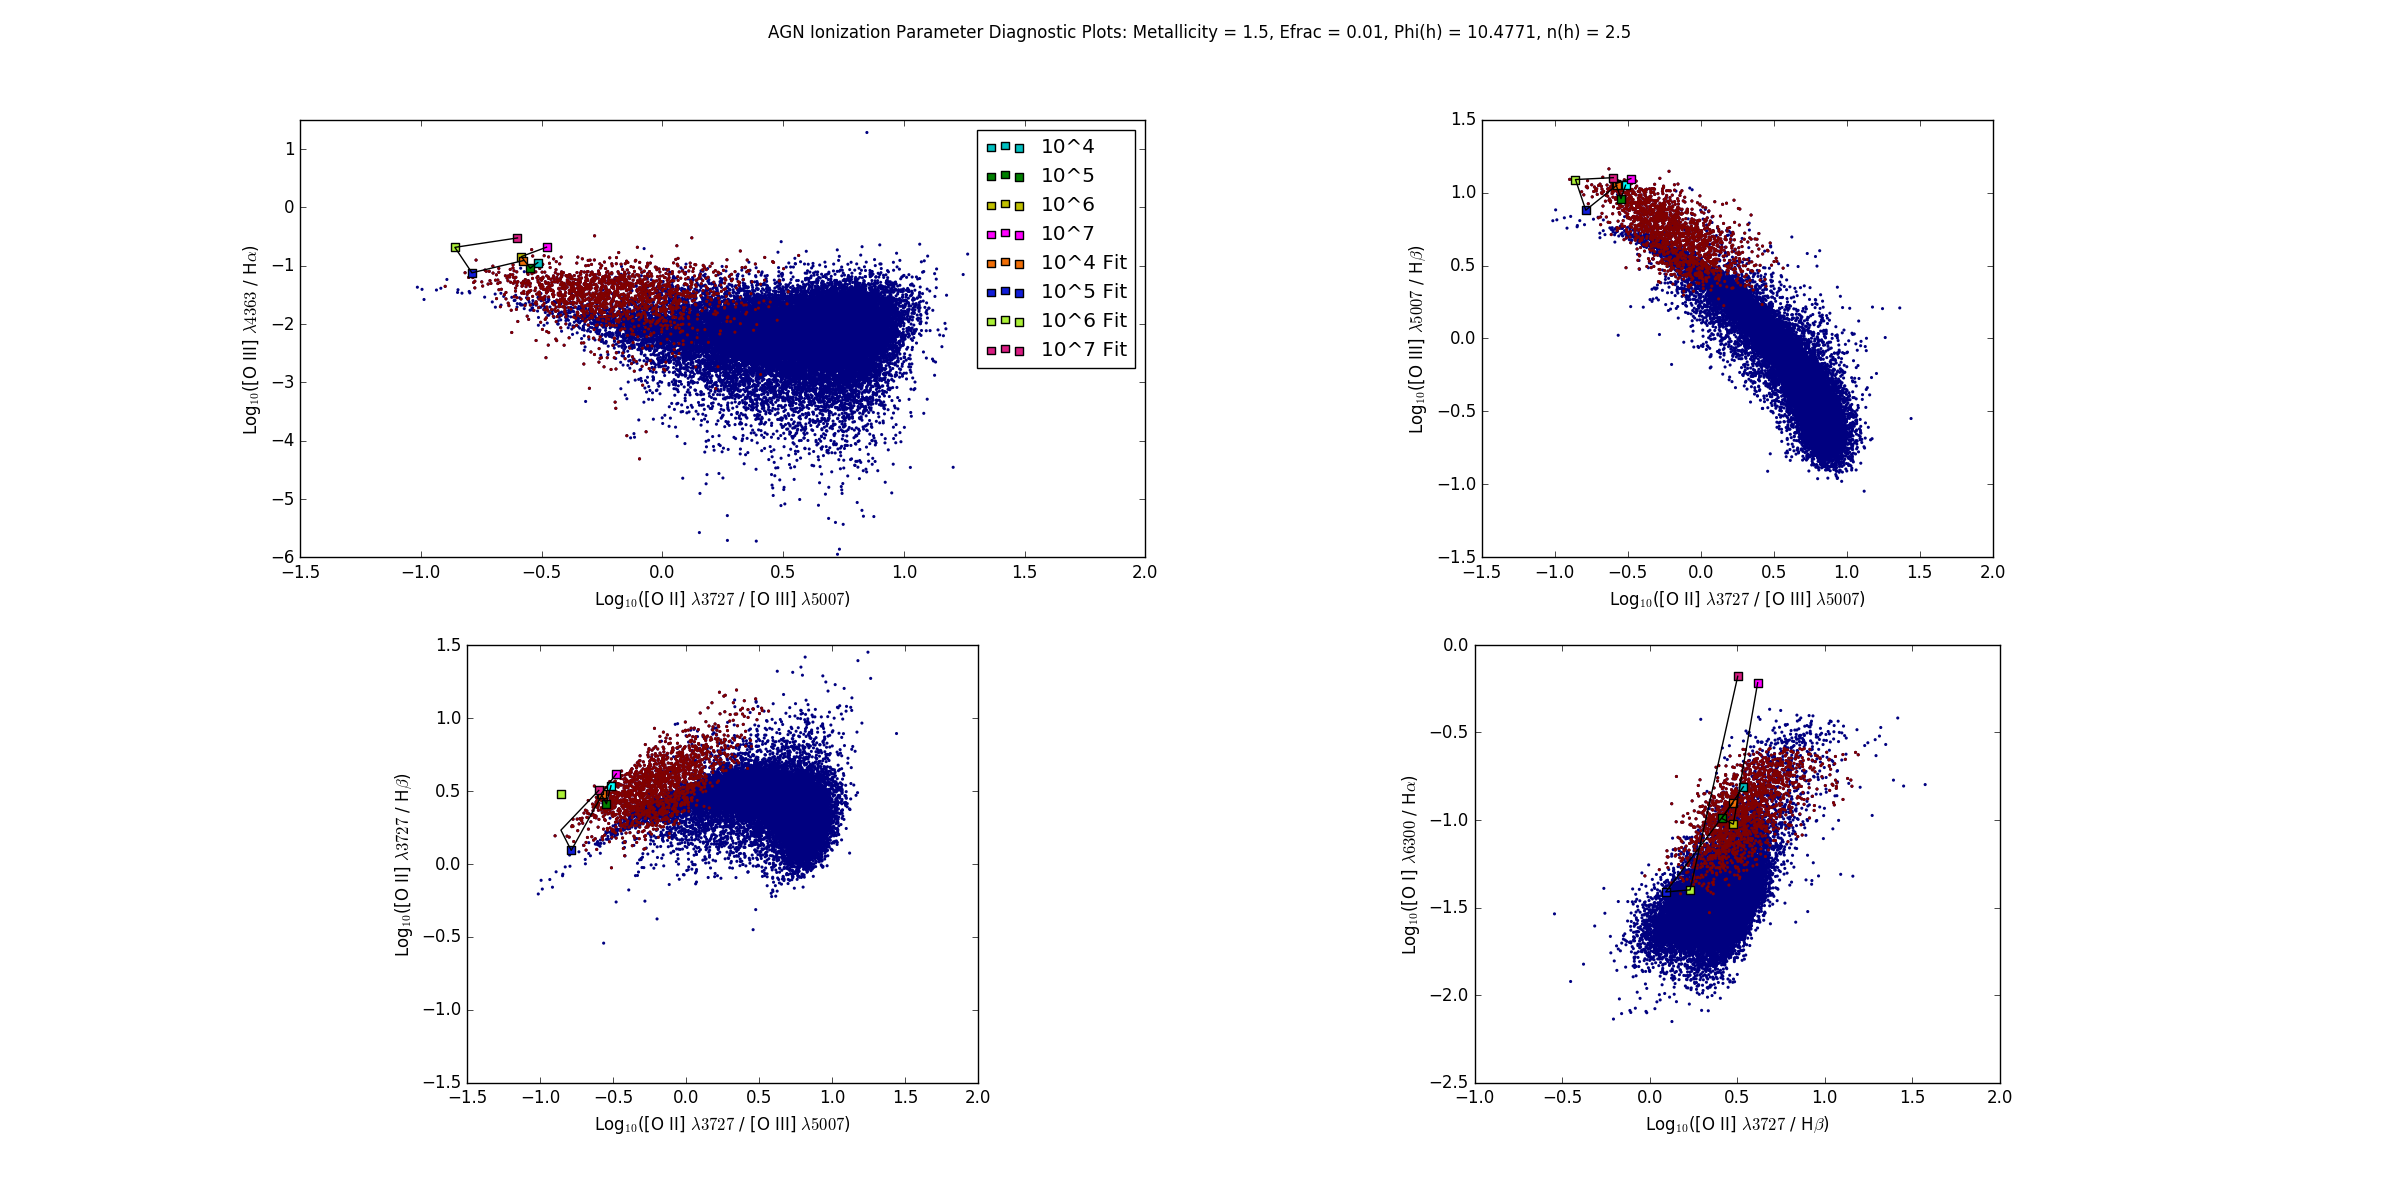 AGN Ionization Parameter Diagnostic Plots: Metallicity = 1.5, Efrac = 0.01, Phi(h) = 10.4771, n(h) = 2.5
1
0
−1
−2
−3
−4
−5
−6
Log₁₀([O III] λ4363 / Hα)
−1.5 −1.0 −0.5 0.0 0.5 1.0 1.5 2.0
Log₁₀([O II] λ3727 / [O III] λ5007)
10^4
10^5
10^6
10^7
10^4 Fit
10^5 Fit
10^6 Fit
10^7 Fit
1.5
1.0
0.5
0.0
−0.5
−1.0
−1.5
Log₁₀([O III] λ5007 / Hβ)
−1.5 −1.0 −0.5 0.0 0.5 1.0 1.5 2.0
Log₁₀([O II] λ3727 / [O III] λ5007)
1.5
1.0
0.5
0.0
−0.5
−1.0
−1.5
Log₁₀([O II] λ3727 / Hβ)
−1.5 −1.0 −0.5 0.0 0.5 1.0 1.5 2.0
Log₁₀([O II] λ3727 / [O III] λ5007)
0.0
−0.5
−1.0
−1.5
−2.0
−2.5
Log₁₀([O I] λ6300 / Hα)
−1.0 −0.5 0.0 0.5 1.0 1.5 2.0
Log₁₀([O II] λ3727 / Hβ)